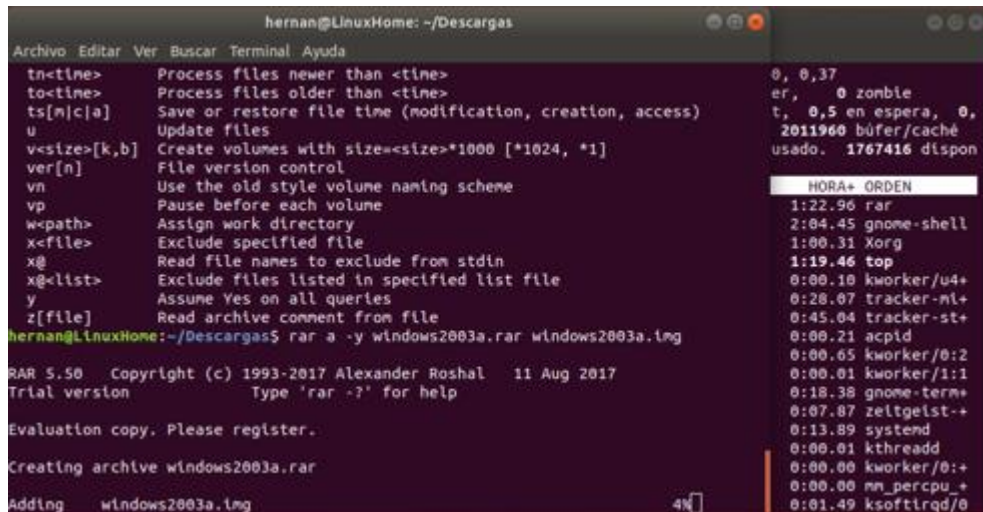 hernan@LinuxHome: ~/Descargas
Archivo Editar Ver Buscar Terminal Ayuda
tn<time> Process files newer than <time>
to<time> Process files older than <time>
ts[m|c|a] Save or restore file time (modification, creation, access)
u Update files
v<size>[k,b] Create volumes with size=<size>*1000 [*1024, *1]
ver[n] File version control
vn Use the old style volume naming scheme
vp Pause before each volume
w<path> Assign work directory
x<file> Exclude specified file
x@ Read file names to exclude from stdin
x@<list> Exclude files listed in specified list file
y Assume Yes on all queries
z[file] Read archive comment from file
hernan@LinuxHome:~/Descargas$ rar a -y windows2003a.rar windows2003a.img
RAR 5.50 Copyright (c) 1993-2017 Alexander Roshal 11 Aug 2017
Trial version Type 'rar -?' for help
Evaluation copy. Please register.
Creating archive windows2003a.rar
Adding windows2003a.img 4%
0, 0,37
er, 0 zombie
t, 0,5 en espera, 0,
2011960 búfer/caché
usado. 1767416 dispon
HORA+ ORDEN
1:22.96 rar
2:04.45 gnome-shell
1:00.31 Xorg
1:19.46 top
0:00.10 kworker/u4+
0:28.07 tracker-mi+
0:45.04 tracker-st+
0:00.21 acpid
0:00.65 kworker/0:2
0:00.01 kworker/1:1
0:18.38 gnome-term+
0:07.87 zeitgeist-+
0:13.89 systemd
0:00.01 kthreadd
0:00.00 kworker/0:+
0:00.00 mm_percpu_+
0:01.49 ksoftirqd/0